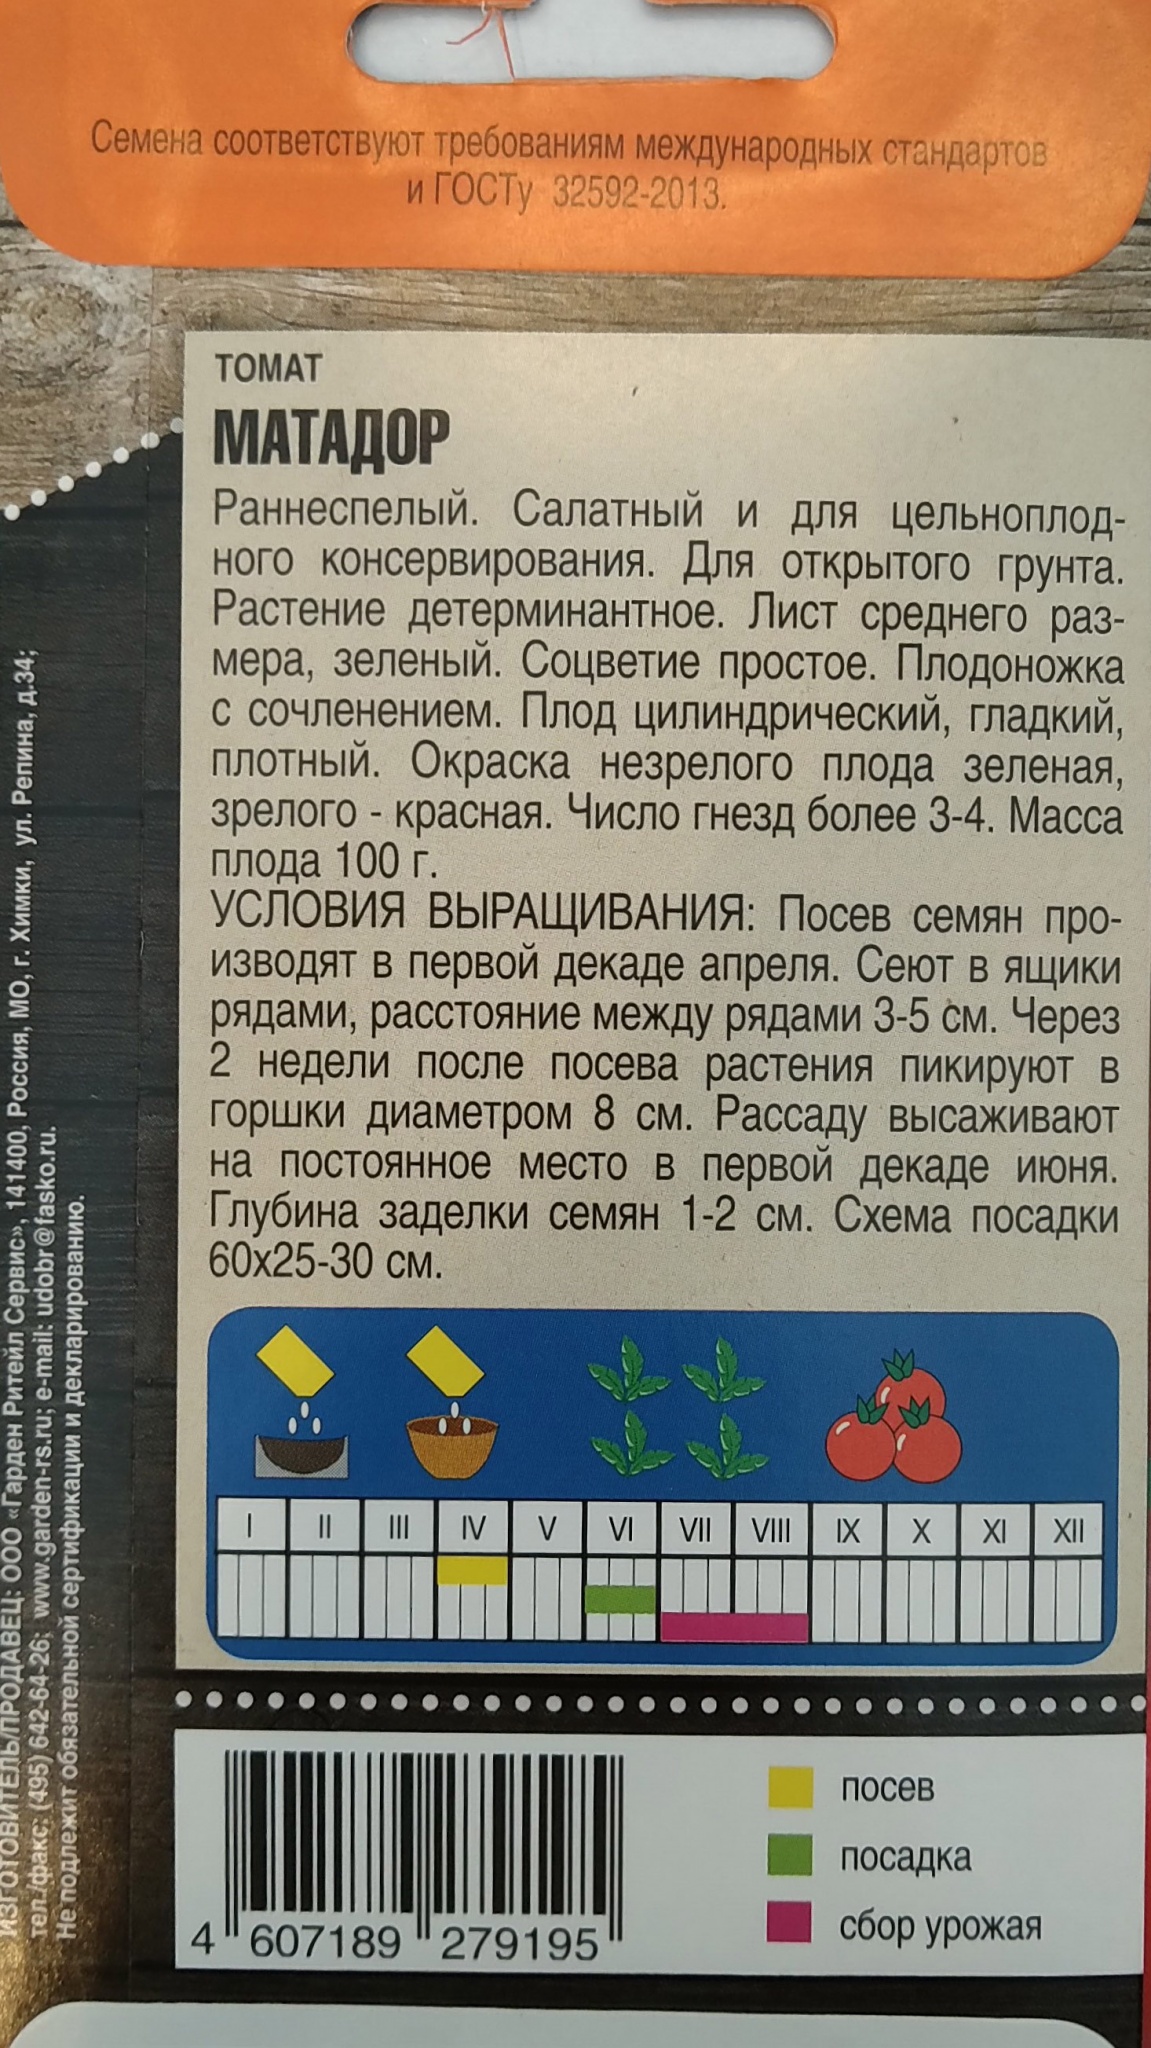 Семена соответствуют требованиям международных стандартов
и ГОСТу 32592-2013.
ТОМАТ
МАТАДОР
Раннеспелый. Салатный и для цельноплод-
ного консервирования. Для открытого грунта.
Растение детерминантное. Лист среднего раз-
мера, зеленый. Соцветие простое. Плодоножка
с сочленением. Плод цилиндрический, гладкий,
плотный. Окраска незрелого плода зеленая,
зрелого - красная. Число гнезд более 3-4. Масса
плода 100 г.
УСЛОВИЯ ВЫРАЩИВАНИЯ: Посев семян про-
изводят в первой декаде апреля. Сеют в ящики
рядами, расстояние между рядами 3-5 см. Через
2 недели после посева растения пикируют в
горшки диаметром 8 см. Рассаду высаживают
на постоянное место в первой декаде июня.
Глубина заделки семян 1-2 см. Схема посадки
60х25-30 см.
I II III IV V VI VII VIII IX X XI XII
4 607189 279195
посев
посадка
сбор урожая
ИЗГОТОВИТЕЛЬ/ПРОДАВЕЦ: ООО «Гарден Ритейл Сервис», 141400, Россия, МО, г. Химки, ул. Репина, д.34;
тел./факс: (495) 642-64-26; www.garden-rs.ru; e-mail: udobr@fasko.ru.
Не подлежит обязательной сертификации и декларированию.